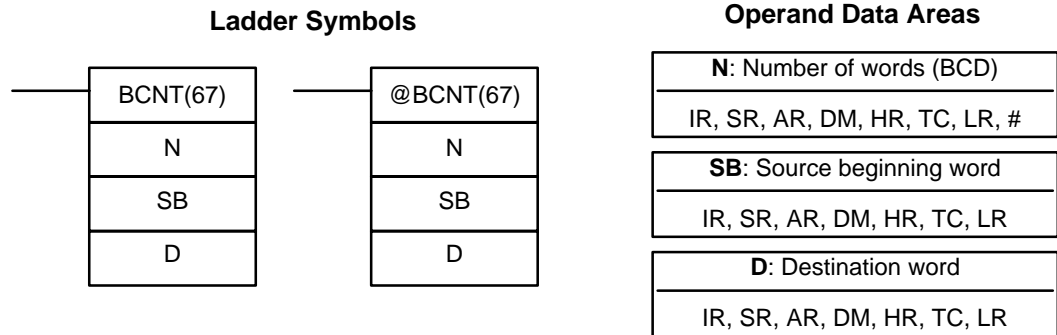 Ladder Symbols
BCNT(67)
N
SB
D
@BCNT(67)
N
SB
D
Operand Data Areas
N: Number of words (BCD)
IR, SR, AR, DM, HR, TC, LR, #
SB: Source beginning word
IR, SR, AR, DM, HR, TC, LR
D: Destination word
IR, SR, AR, DM, HR, TC, LR